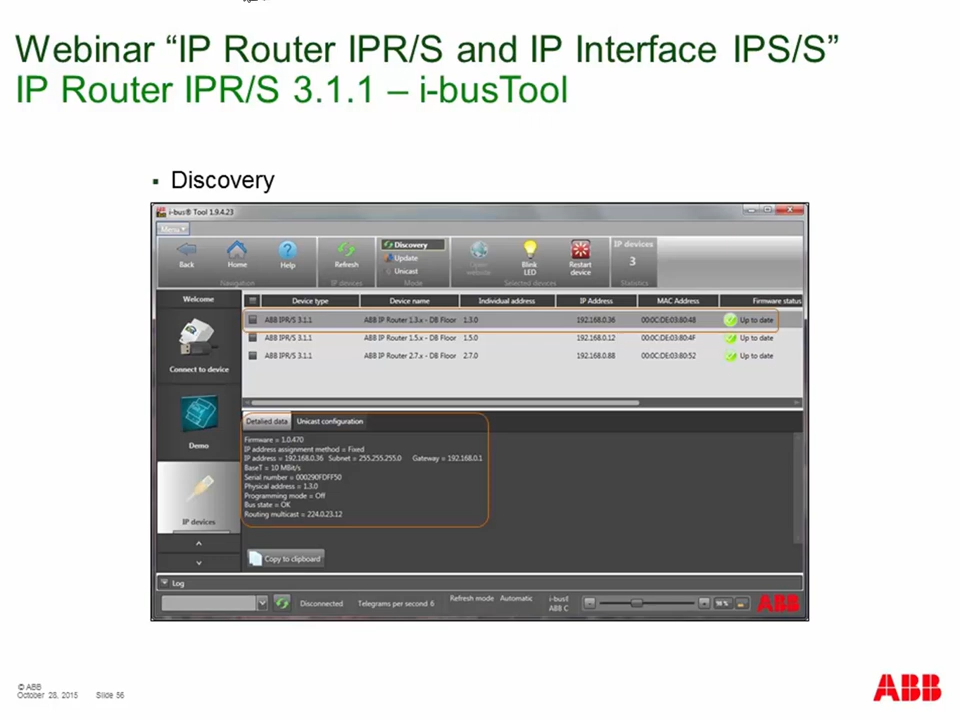 Webinar “IP Router IPR/S and IP Interface IPS/S”
IP Router IPR/S 3.1.1 – i-busTool
▪ Discovery
i-bus® Tool 1.9.4.23
Menu
Back Home Help Refresh
Discovery
Update
Unicast
Open website
Blink LED
Restart device
IP devices
3
Navigation IP devices Mode Selected devices Statistics
Welcome
Connect to device
Demo
IP devices
Device type Device name Individual address IP Address MAC Address Firmware status
ABB IPR/S 3.1.1 ABB IP Router 1.3.x - DB Floor 1.3.0 192.168.0.36 00:0C:DE:03:80:48 Up to date
ABB IPR/S 3.1.1 ABB IP Router 1.5.x - DB Floor 1.5.0 192.168.0.12 00:0C:DE:03:80:4F Up to date
ABB IPR/S 3.1.1 ABB IP Router 2.7.x - DB Floor 2.7.0 192.168.0.88 00:0C:DE:03:80:52 Up to date
Detailed data Unicast configuration
Firmware = 1.0.470
IP address assignment method = Fixed
IP address = 192.168.0.36 Subnet = 255.255.255.0 Gateway = 192.168.0.1
BaseT = 10 MBit/s
Serial number = 000290FDFF50
Physical address = 1.3.0
Programming mode = Off
Bus state = OK
Routing multicast = 224.0.23.12
Copy to clipboard
Log
Disconnected Telegrams per second 6 Refresh mode Automatic
i-bus
ABB C
ABB
© ABB
October 28, 2015 Slide 56
ABB